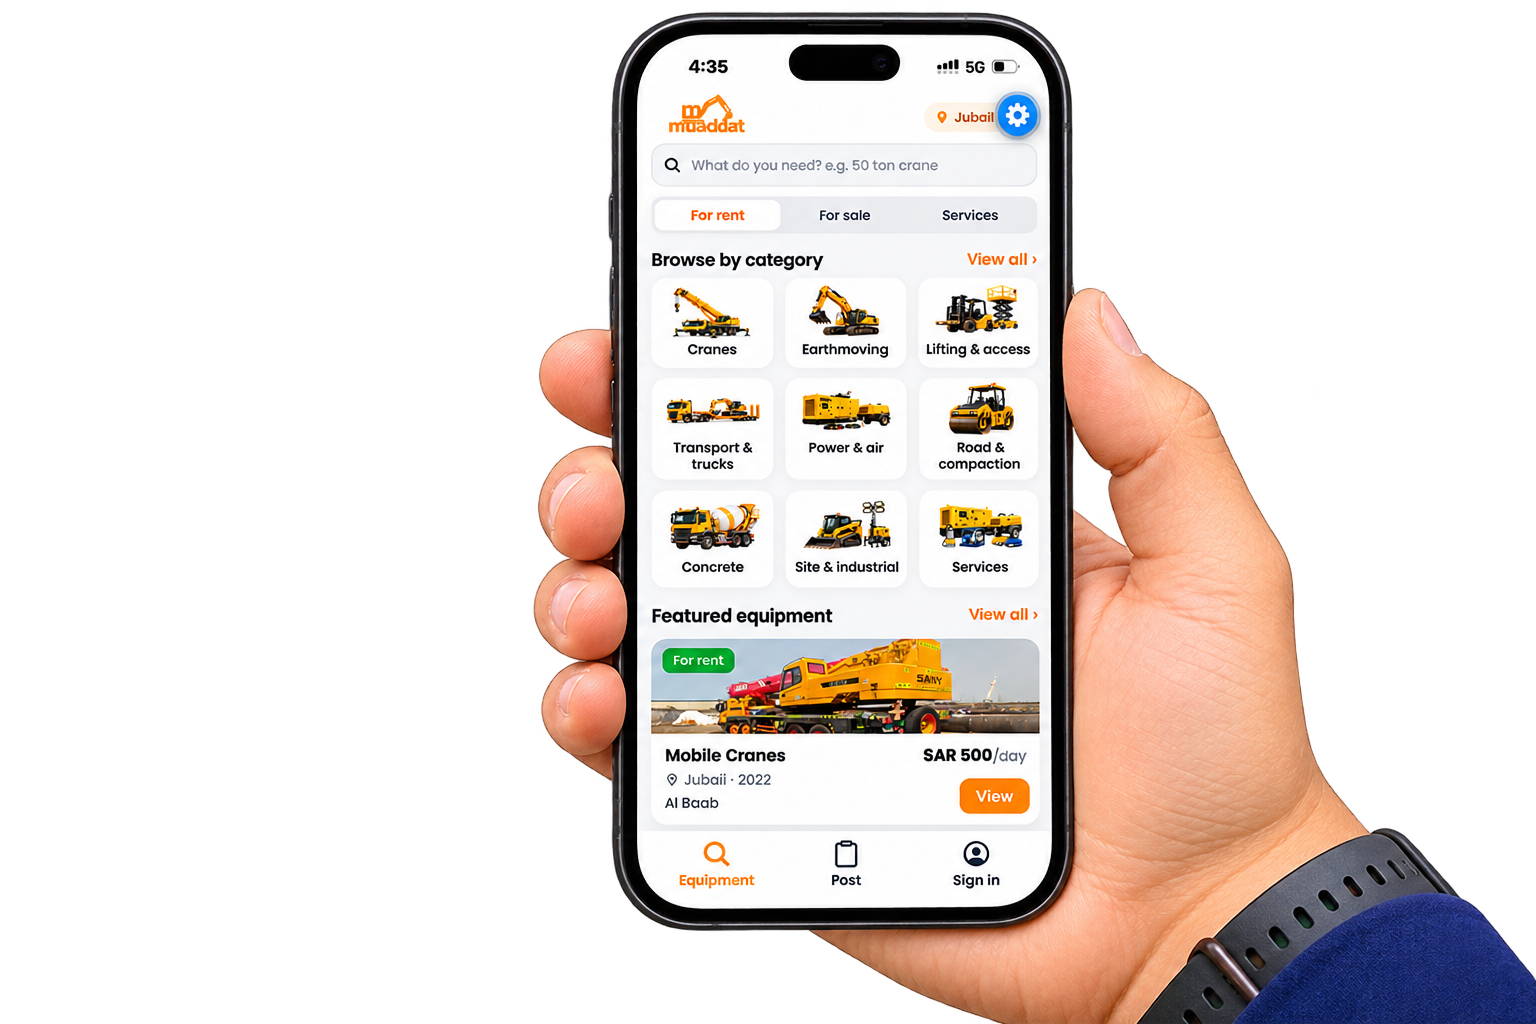 4:35
5G
m
muaddat
Jubail
What do you need? e.g. 50 ton crane
For rent
For sale
Services
Browse by category
View all ›
Cranes
Earthmoving
Lifting & access
Transport &
trucks
Power & air
Road &
compaction
Concrete
Site & industrial
Services
Featured equipment
View all ›
For rent
SANY
Mobile Cranes
SAR 500/day
Jubaii · 2022
Al Baab
View
Equipment
Post
Sign in